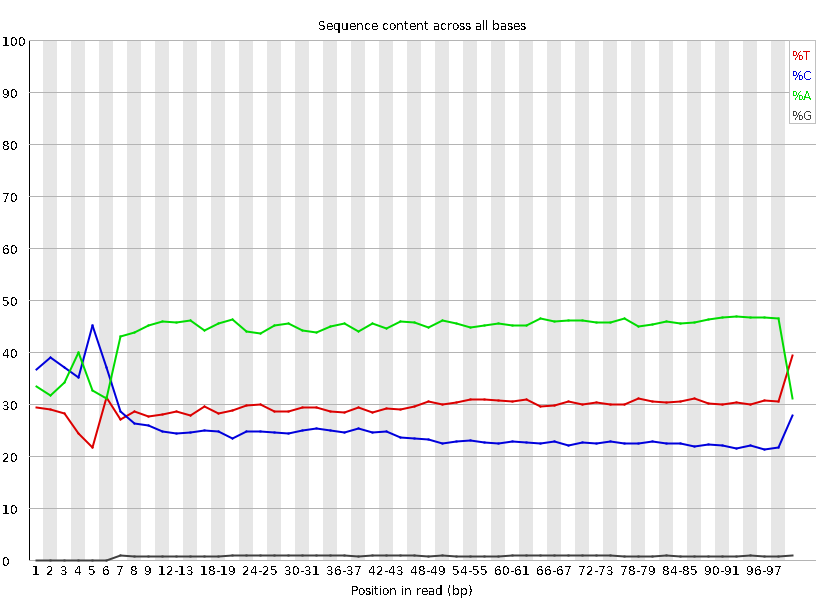 Sequence content across all bases
100
90
80
70
60
50
40
30
20
10
0
%T
%C
%A
%G
1 2 3 4 5 6 7 8 9 12-13 18-19 24-25 30-31 36-37 42-43 48-49 54-55 60-61 66-67 72-73 78-79 84-85 90-91 96-97
Position in read (bp)